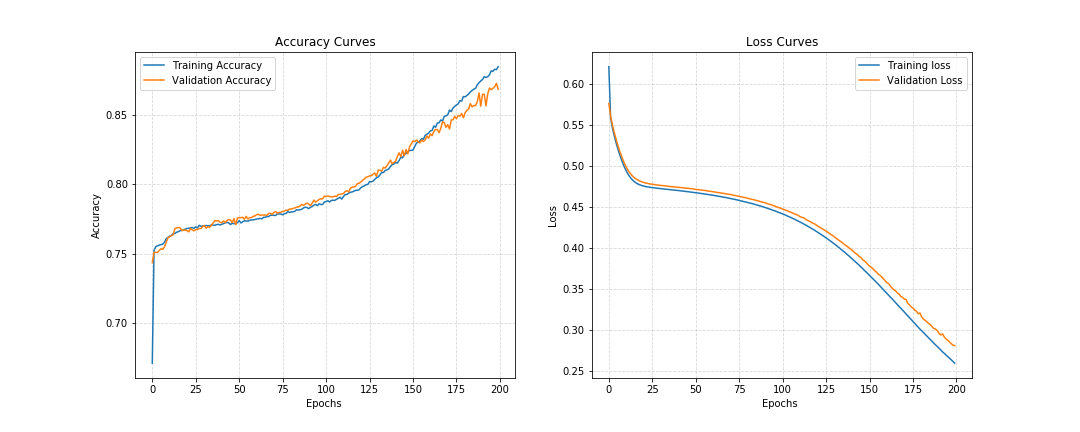 Accuracy Curves
Training Accuracy
Validation Accuracy
0.85
0.80
0.75
0.70
Accuracy
0 25 50 75 100 125 150 175 200
Epochs
Loss Curves
Training loss
Validation Loss
0.60
0.55
0.50
0.45
0.40
0.35
0.30
0.25
Loss
0 25 50 75 100 125 150 175 200
Epochs